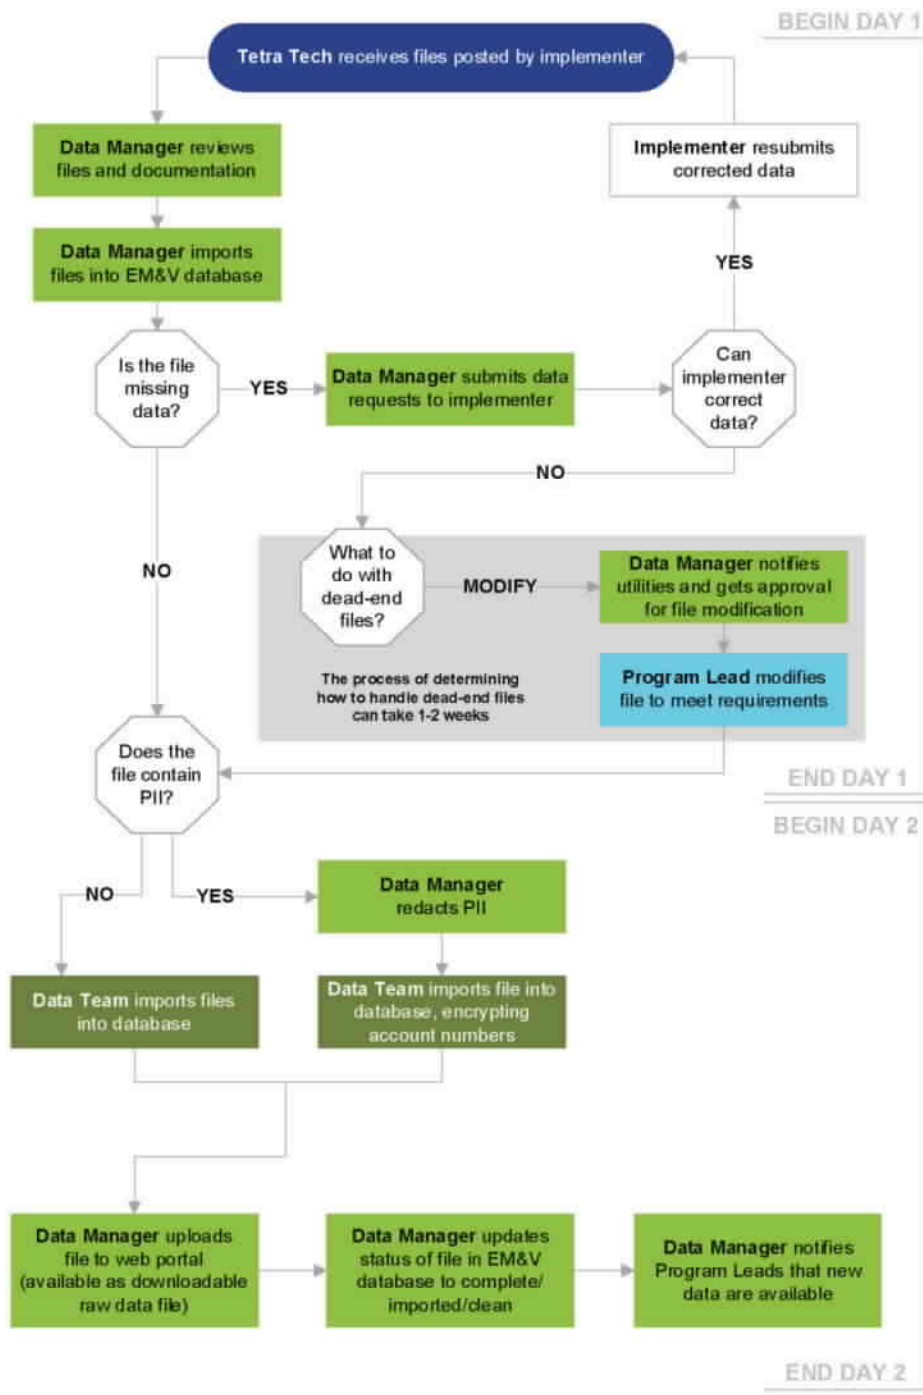 BEGIN DAY 1
Tetra Tech receives files posted by implementer
Data Manager reviews
files and documentation
Implementer resubmits
corrected data
Data Manager imports
files into EM&V database
YES
Is the file
missing
data?
YES
Data Manager submits data
requests to implementer
Can
implementer
correct
data?
NO
NO
What to
do with
dead-end
files?
MODIFY
Data Manager notifies
utilities and gets approval
for file modification
The process of determining
how to handle dead-end files
can take 1-2 weeks
Program Lead modifies
file to meet requirements
Does the
file contain
PII?
END DAY 1
BEGIN DAY 2
NO
YES
Data Manager
redacts PII
Data Team imports files
into database
Data Team imports file into
database, encrypting
account numbers
Data Manager uploads
file to web portal
(available as downloadable
raw data file)
Data Manager updates
status of file in EM&V
database to complete/
imported/clean
Data Manager notifies
Program Leads that new
data are available
END DAY 2